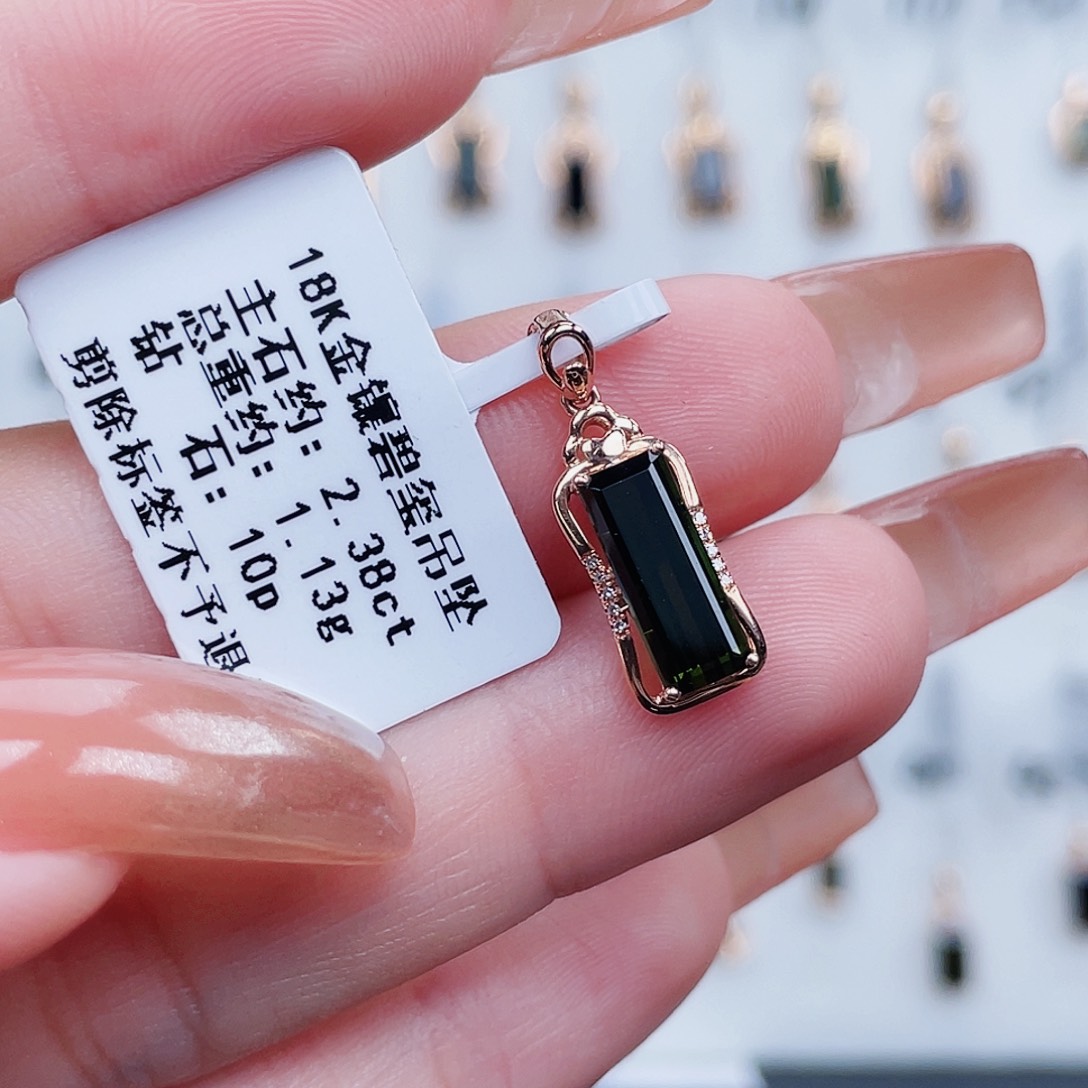 18K金镶碧玺吊坠
主石约: 2.38ct
总重约: 1.13g
钻 石: 10p
剪除标签不予退